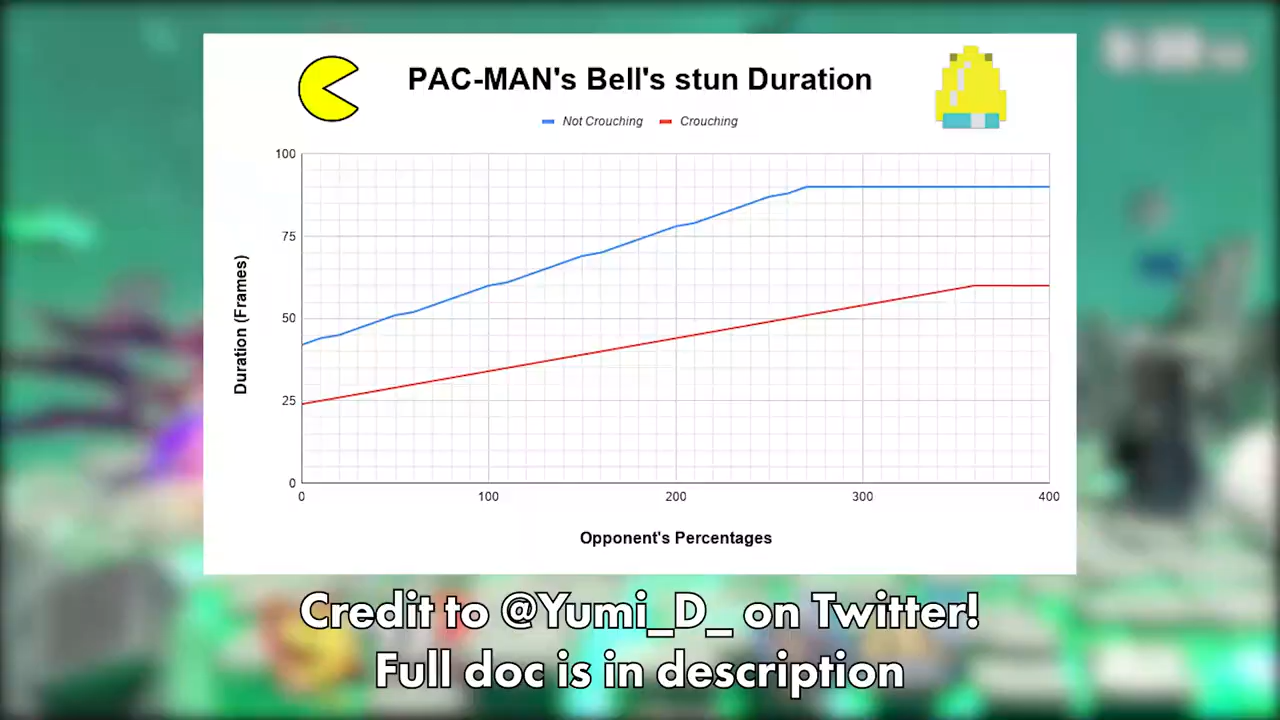 PAC-MAN's Bell's stun Duration
Not Crouching Crouching
100
75
50
25
0
Duration (Frames)
0 100 200 300 400
Opponent's Percentages
Credit to @Yumi_D_ on Twitter!
Full doc is in description